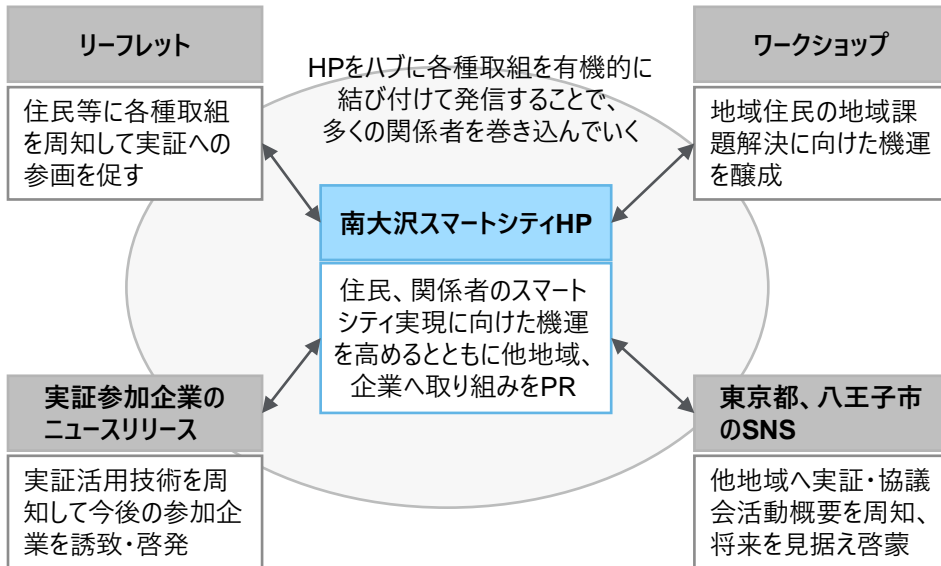 リーフレット
住民等に各種取組
を周知して実証への
参画を促す
HPをハブに各種取組を有機的に
結び付けて発信することで、
多くの関係者を巻き込んでいく
ワークショップ
地域住民の地域課
題解決に向けた機運
を醸成
南大沢スマートシティHP
住民、関係者のスマート
シティ実現に向けた機運
を高めるとともに他地域、
企業へ取り組みをPR
実証参加企業の
ニュースリリース
実証活用技術を周
知して今後の参加企
業を誘致・啓発
東京都、八王子市
のSNS
他地域へ実証・協議
会活動概要を周知、
将来を見据え啓蒙